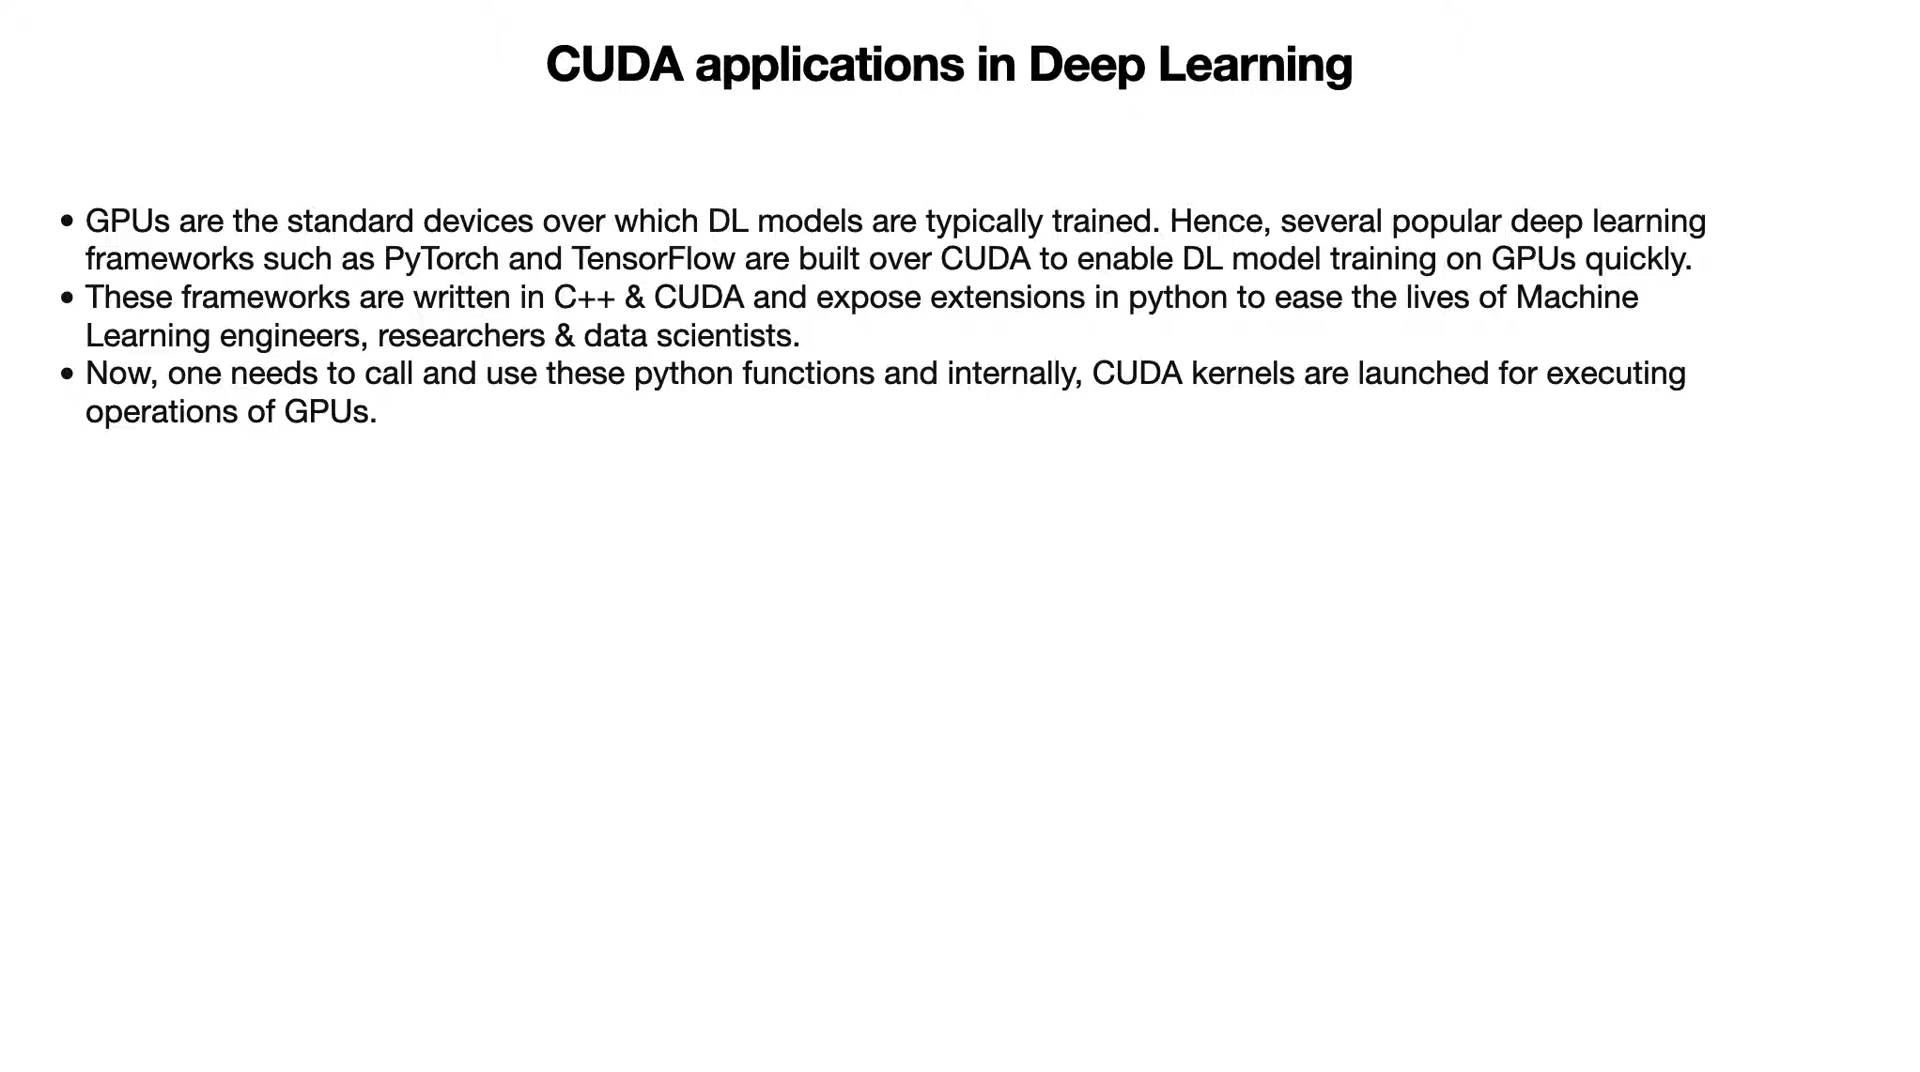 CUDA applications in Deep Learning
• GPUs are the standard devices over which DL models are typically trained. Hence, several popular deep learning
frameworks such as PyTorch and TensorFlow are built over CUDA to enable DL model training on GPUs quickly.
• These frameworks are written in C++ & CUDA and expose extensions in python to ease the lives of Machine
Learning engineers, researchers & data scientists.
• Now, one needs to call and use these python functions and internally, CUDA kernels are launched for executing
operations of GPUs.